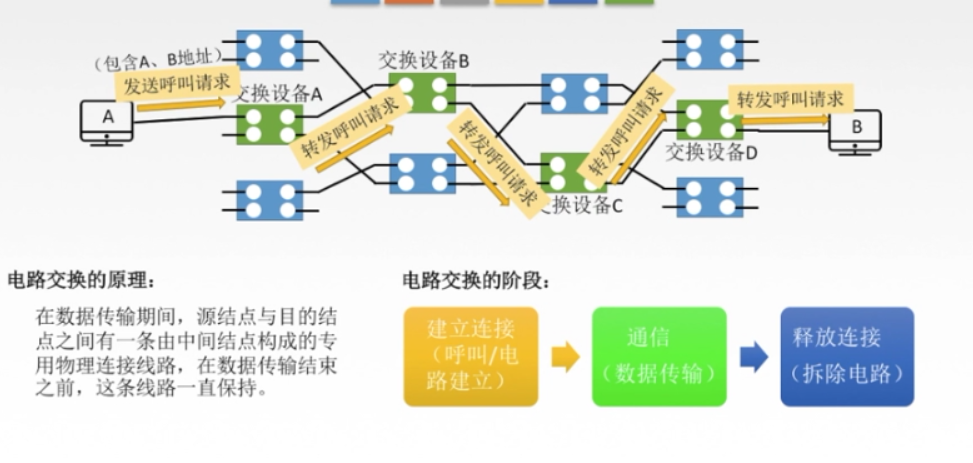 （包含A、B地址）
发送呼叫请求
A
交换设备A
转发呼叫请求
交换设备B
转发呼叫请求
换设备C
转发呼叫请求
交换设备D
转发呼叫请求
B
电路交换的原理：
在数据传输期间，源结点与目的结
点之间有一条由中间结点构成的专
用物理连接线路，在数据传输结束
之前，这条线路一直保持。
电路交换的阶段：
建立连接
（呼叫/电
路建立）
通信
（数据传输）
释放连接
（拆除电路）